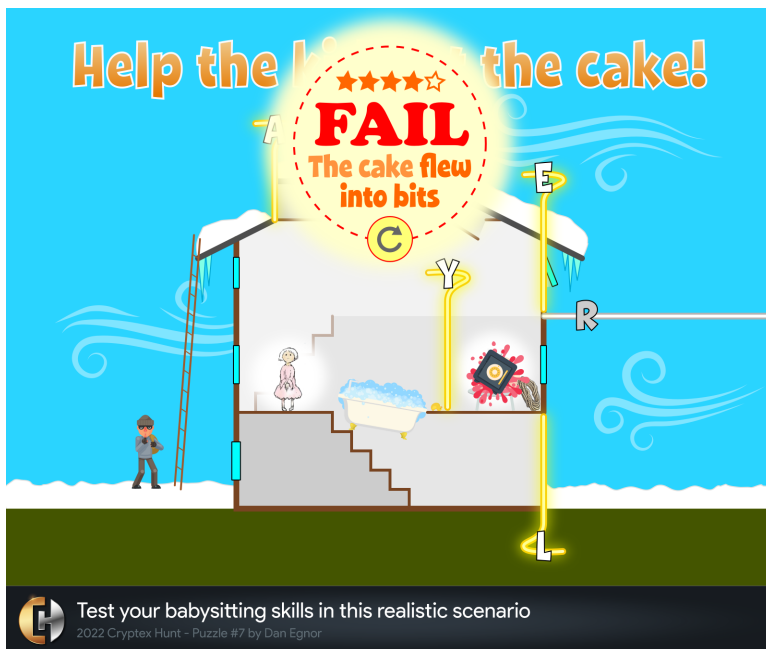 Help the the cake!
FAIL
The cake flew
into bits
A
E
Y
R
L
Test your babysitting skills in this realistic scenario
2022 Cryptex Hunt - Puzzle #7 by Dan Egnor